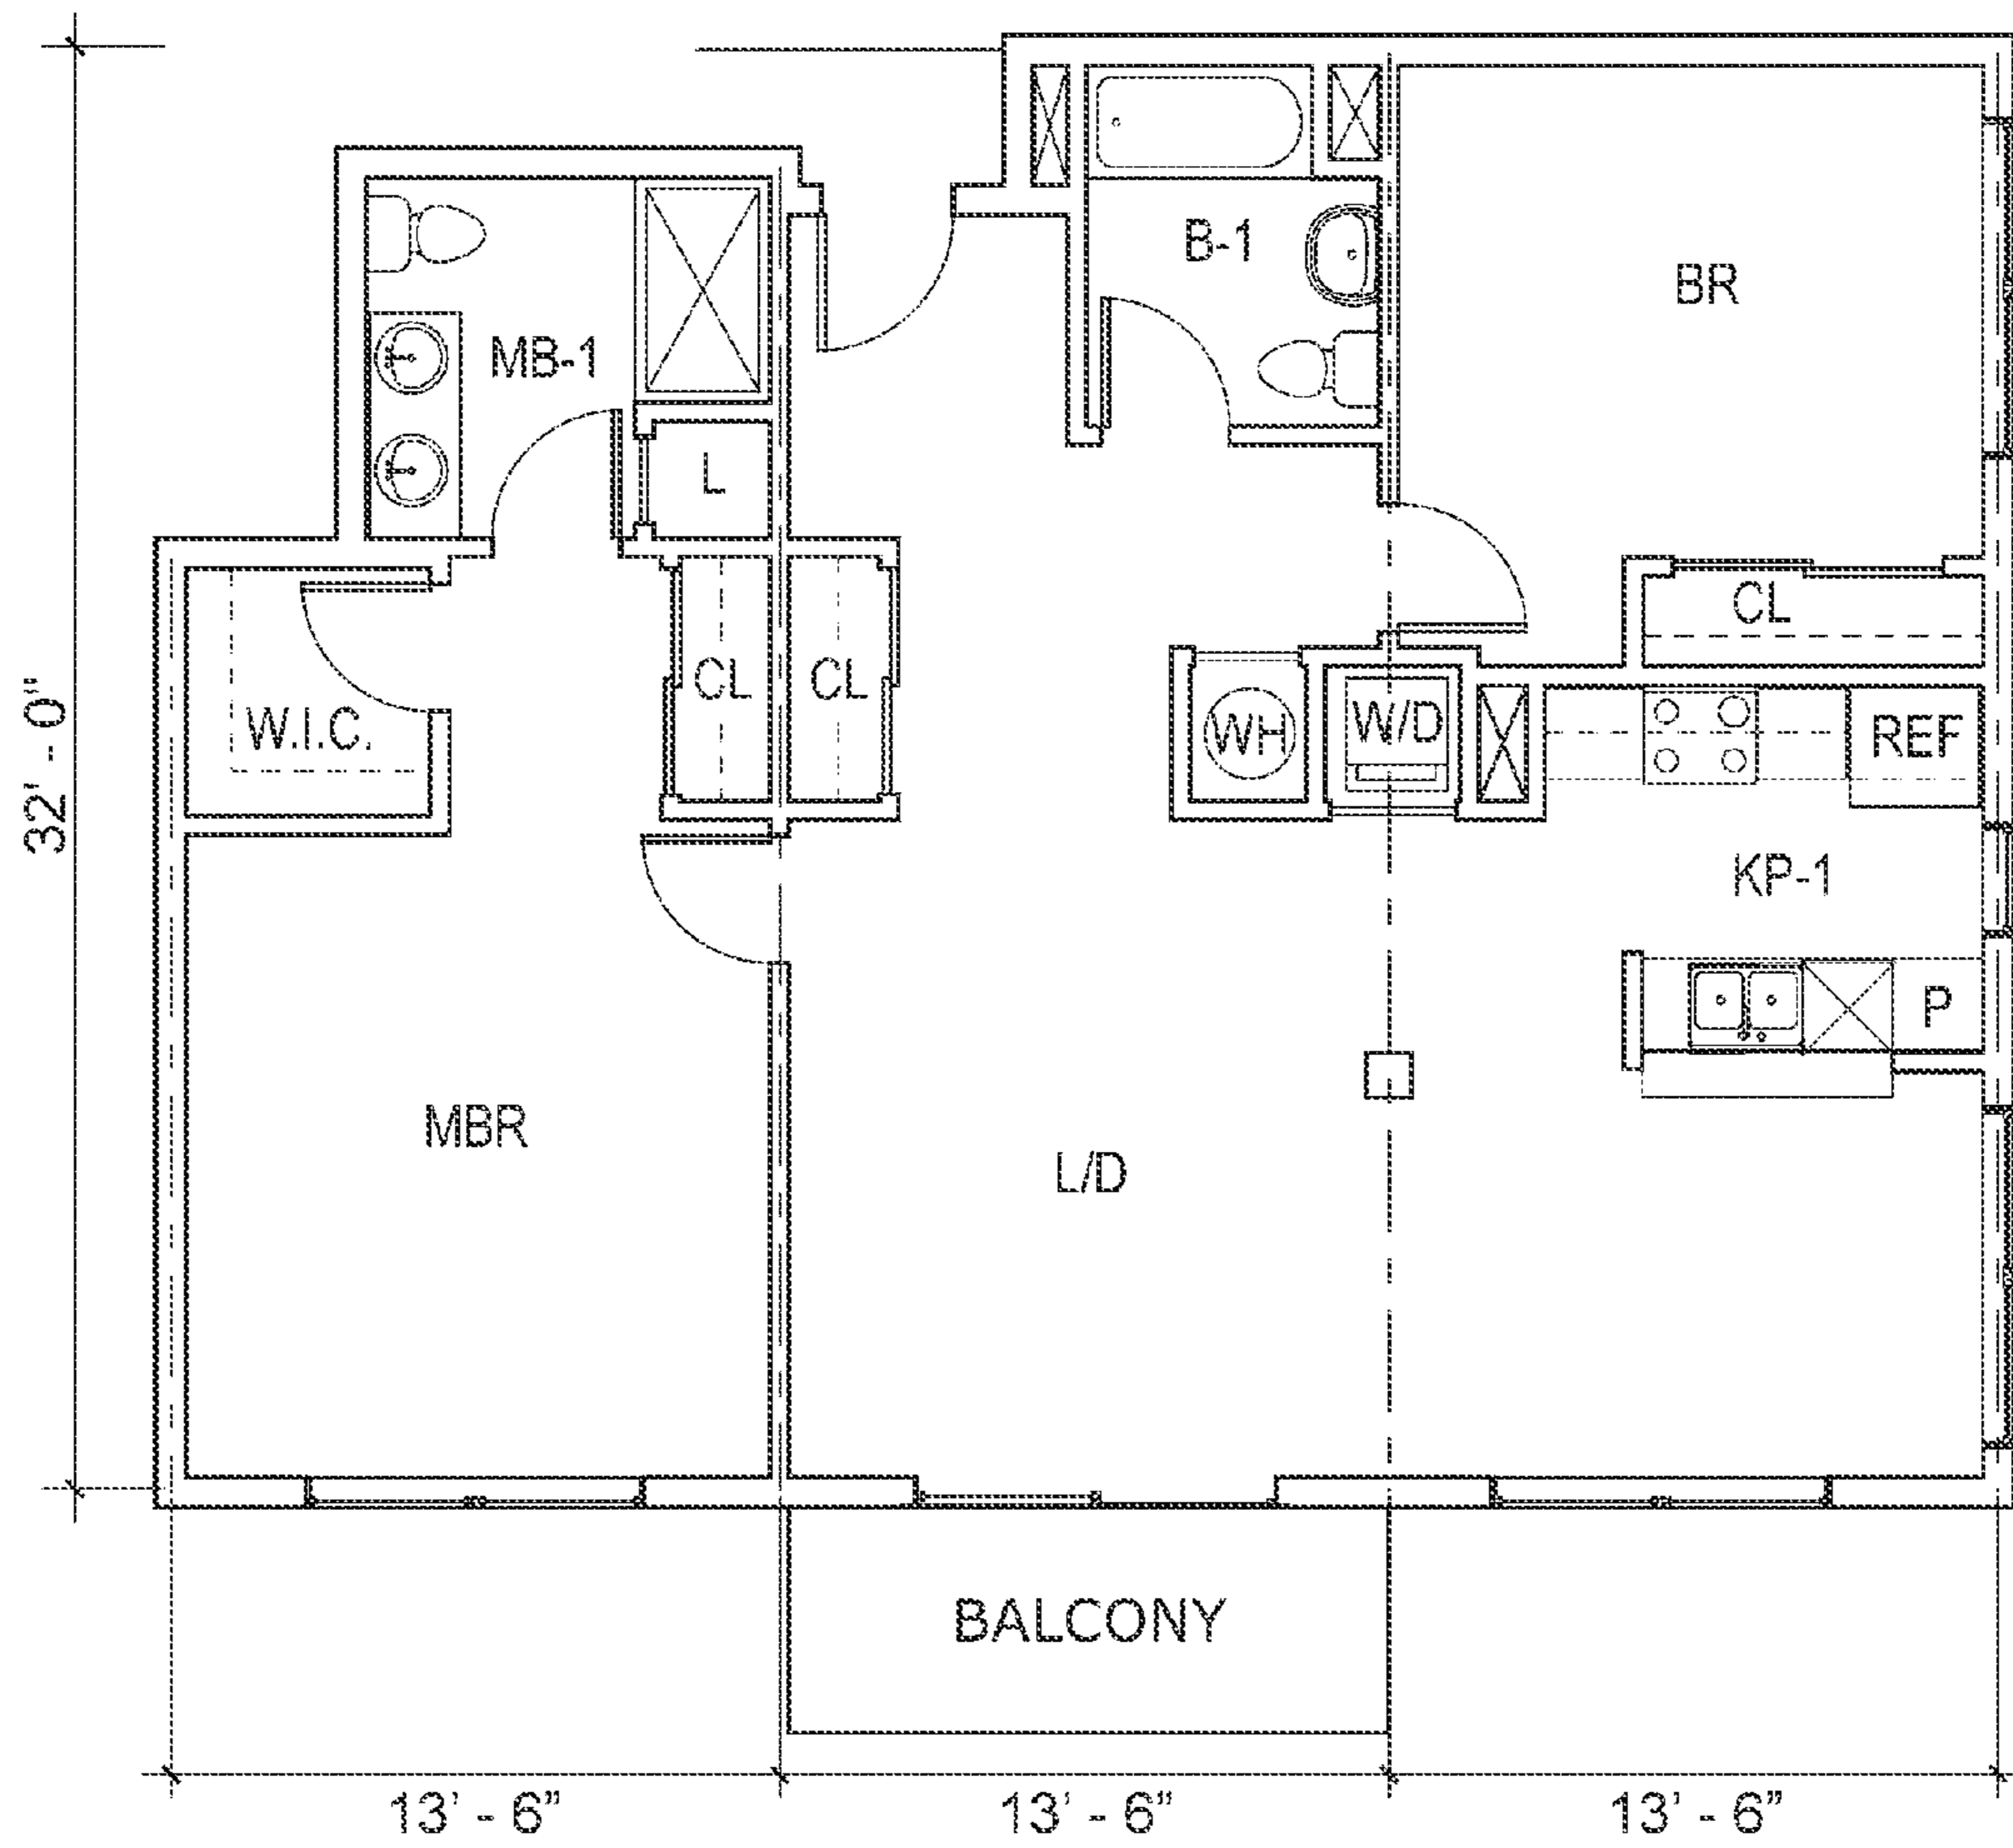 B-1
BR
MB-1
L
CL
W.I.C.
CL
CL
WH
W/D
REF
32' - 0"
KP-1
P
MBR
L/D
BALCONY
13' - 6"
13' - 6"
13' - 6"